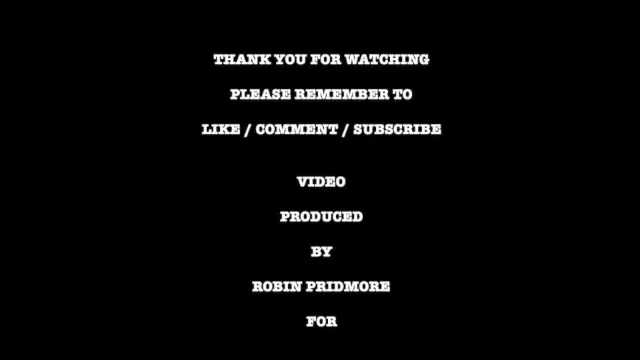 THANK YOU FOR WATCHING
PLEASE REMEMBER TO
LIKE / COMMENT / SUBSCRIBE
VIDEO
PRODUCED
BY
ROBIN PRIDMORE
FOR